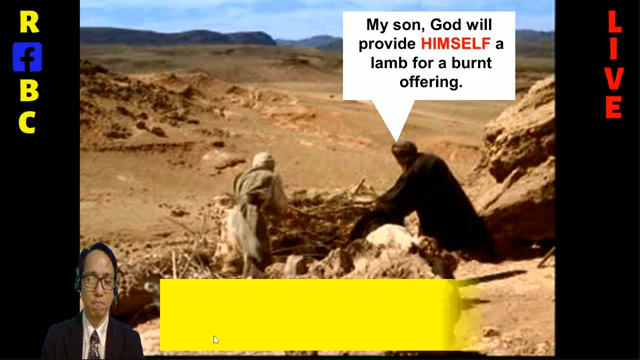 R
f
B
C
My son, God will
provide HIMSELF a
lamb for a burnt
offering.
L
I
V
E